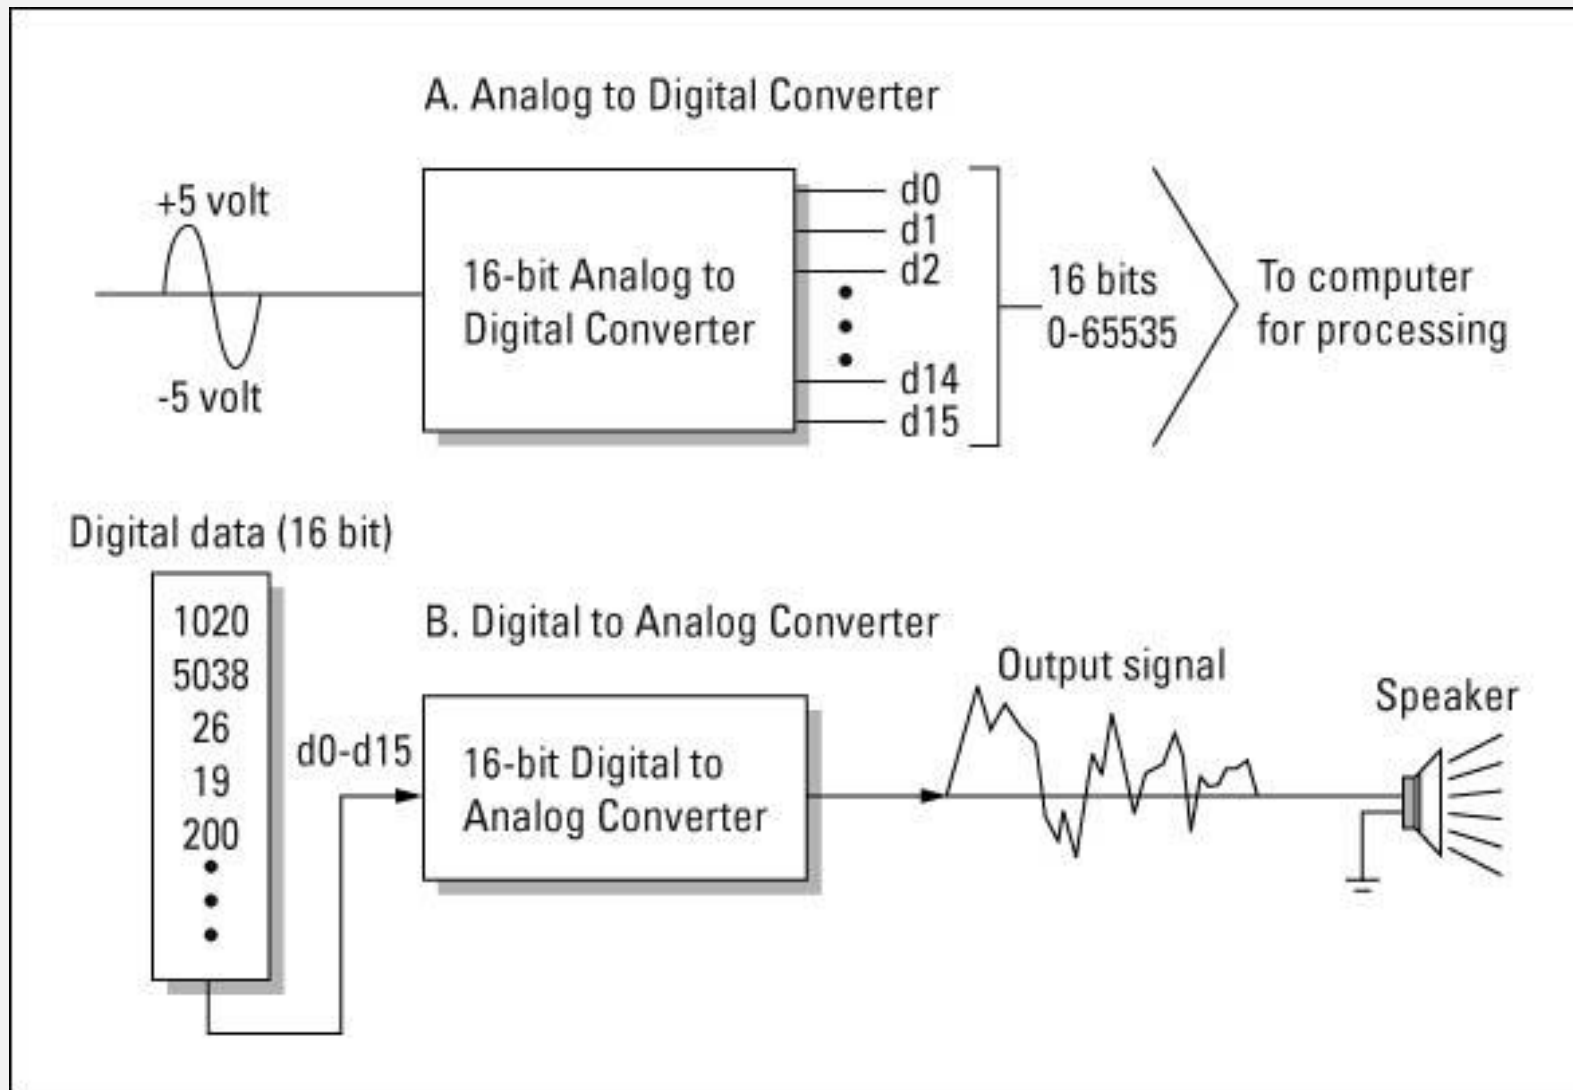 A. Analog to Digital Converter
+5 volt
-5 volt
16-bit Analog to
Digital Converter
d0
d1
d2
d14
d15
16 bits
0-65535
To computer
for processing
Digital data (16 bit)
1020
5038
26
19
200
d0-d15
B. Digital to Analog Converter
16-bit Digital to
Analog Converter
Output signal
Speaker